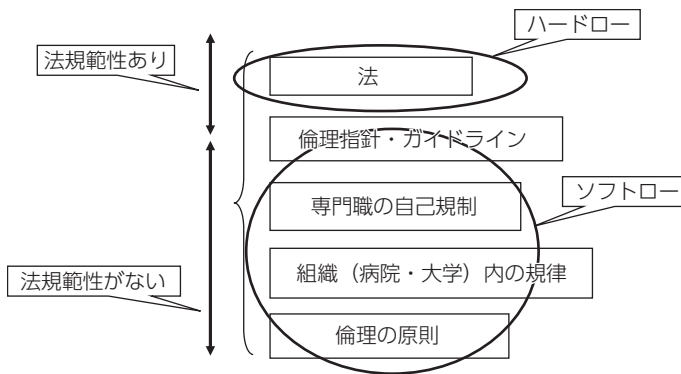 ハードロー
法規範性あり
法
倫理指針・ガイドライン
専門職の自己規制
ソフトロー
組織（病院・大学）内の規律
法規範性がない
倫理の原則